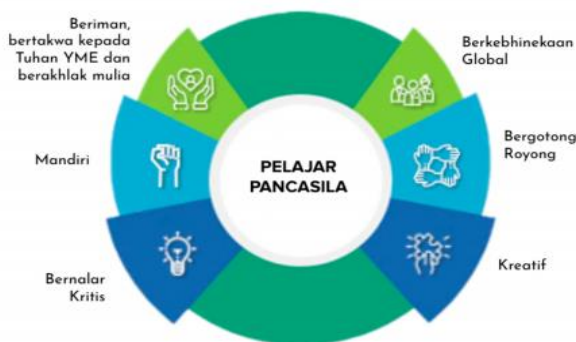 Beriman,
bertakwa kepada
Tuhan YME dan
berakhlak mulia
Berkebhinekaan
Global
Mandiri
PELAJAR
PANCASILA
Bergotong
Royong
Bernalar
Kritis
Kreatif